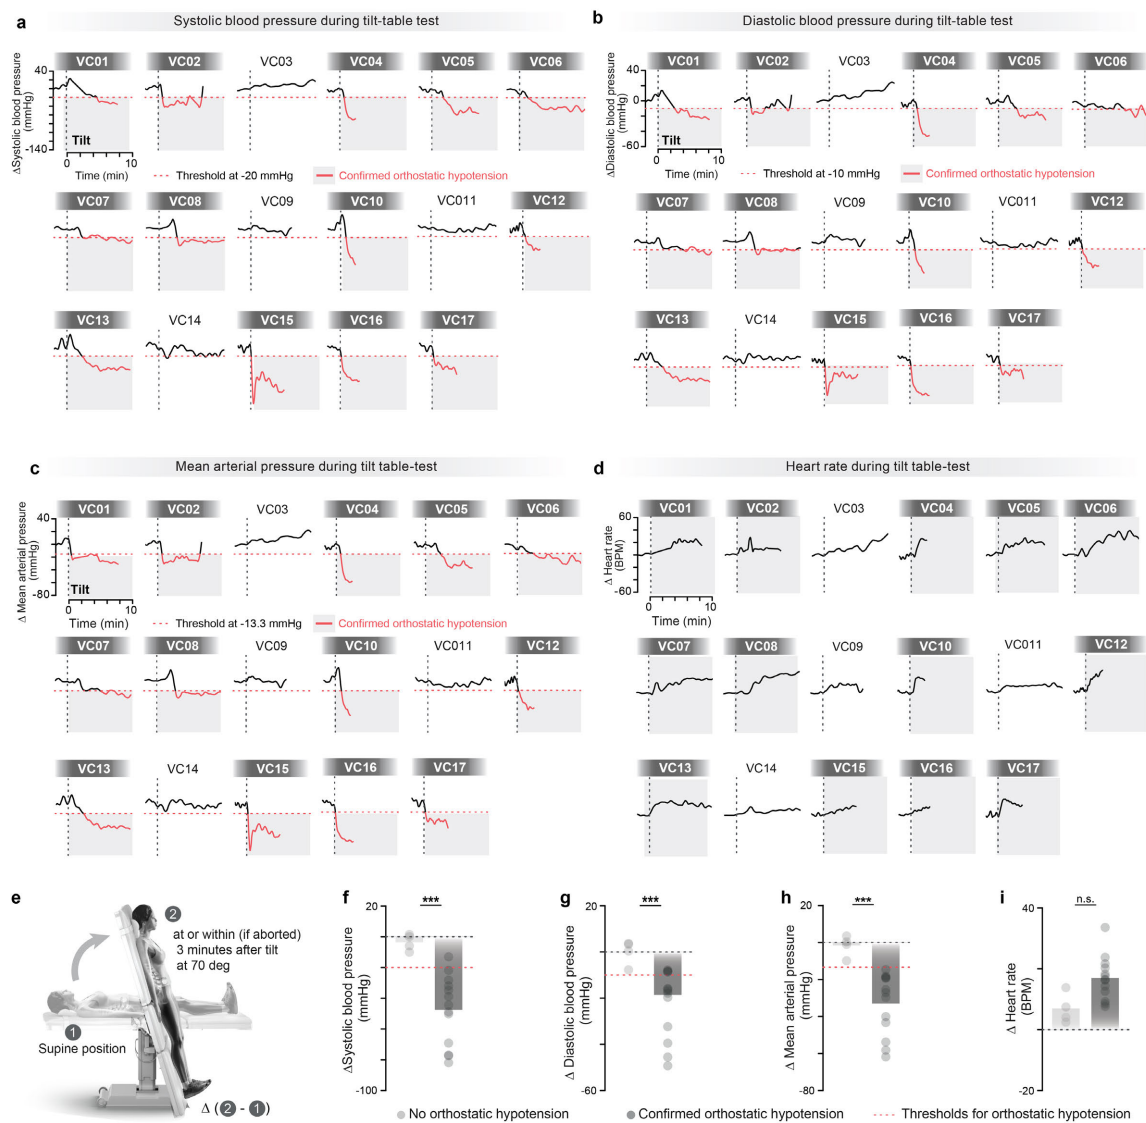 a Systolic blood pressure during tilt-table test
VC01 VC02 VC03 VC04 VC05 VC06
ΔSystolic blood pressure
(mmHg)
40
-140
Tilt
0 10
Time (min)
Threshold at -20 mmHg
Confirmed orthostatic hypotension
VC07 VC08 VC09 VC10 VC011 VC12
VC13 VC14 VC15 VC16 VC17
b Diastolic blood pressure during tilt-table test
VC01 VC02 VC03 VC04 VC05 VC06
ΔDiastolic blood pressure
(mmHg)
40
0
-60
Tilt
0 10
Time (min)
Threshold at -10 mmHg
Confirmed orthostatic hypotension
VC07 VC08 VC09 VC10 VC011 VC12
VC13 VC14 VC15 VC16 VC17
c Mean arterial pressure during tilt table-test
VC01 VC02 VC03 VC04 VC05 VC06
Δ Mean arterial pressure
(mmHg)
40
-80
Tilt
0 10
Time (min)
Threshold at -13.3 mmHg
Confirmed orthostatic hypotension
VC07 VC08 VC09 VC10 VC011 VC12
VC13 VC14 VC15 VC16 VC17
d Heart rate during tilt table-test
VC01 VC02 VC03 VC04 VC05 VC06
Δ Heart rate
(BPM)
60
-60
0 10
Time (min)
VC07 VC08 VC09 VC10 VC011 VC12
VC13 VC14 VC15 VC16 VC17
e
2
at or within (if aborted)
3 minutes after tilt
at 70 deg
1
Supine position
Δ (2 - 1)
f
20
***
ΔSystolic blood pressure
(mmHg)
-100
g
20
***
Δ Diastolic blood pressure
(mmHg)
-60
h
20
***
Δ Mean arterial pressure
(mmHg)
-80
i
40
n.s.
Δ Heart rate
(BPM)
-20
No orthostatic hypotension
Confirmed orthostatic hypotension
Thresholds for orthostatic hypotension